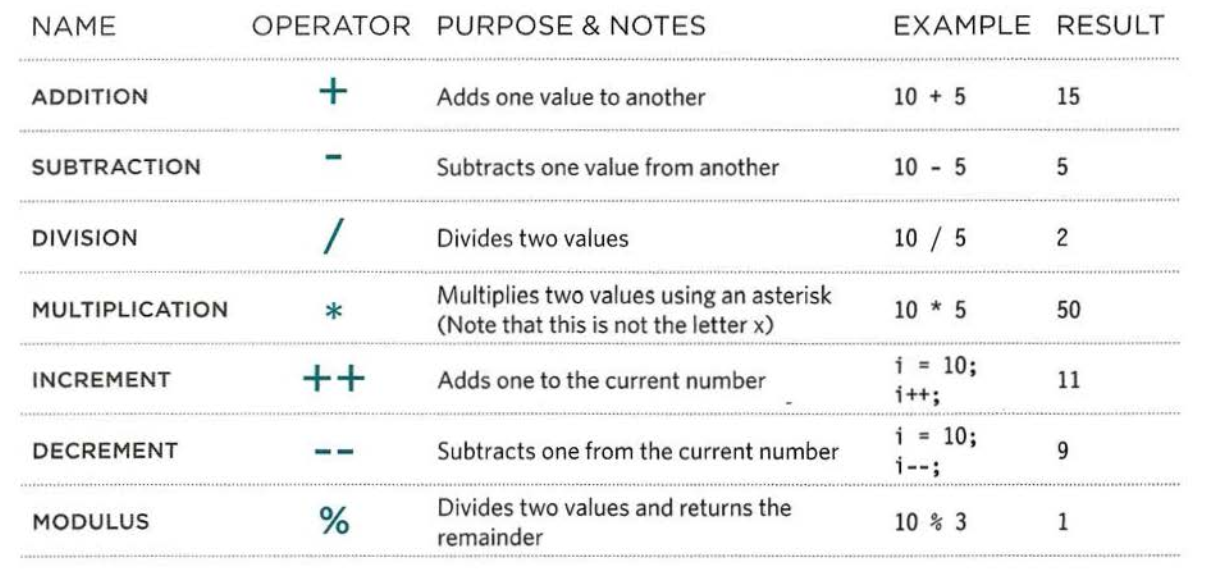 NAME OPERATOR PURPOSE & NOTES EXAMPLE RESULT
ADDITION + Adds one value to another 10 + 5 15
SUBTRACTION - Subtracts one value from another 10 - 5 5
DIVISION / Divides two values 10 / 5 2
MULTIPLICATION * Multiplies two values using an asterisk
(Note that this is not the letter x) 10 * 5 50
INCREMENT ++ Adds one to the current number i = 10;
i++; 11
DECREMENT -- Subtracts one from the current number i = 10;
i--; 9
MODULUS % Divides two values and returns the
remainder 10 % 3 1